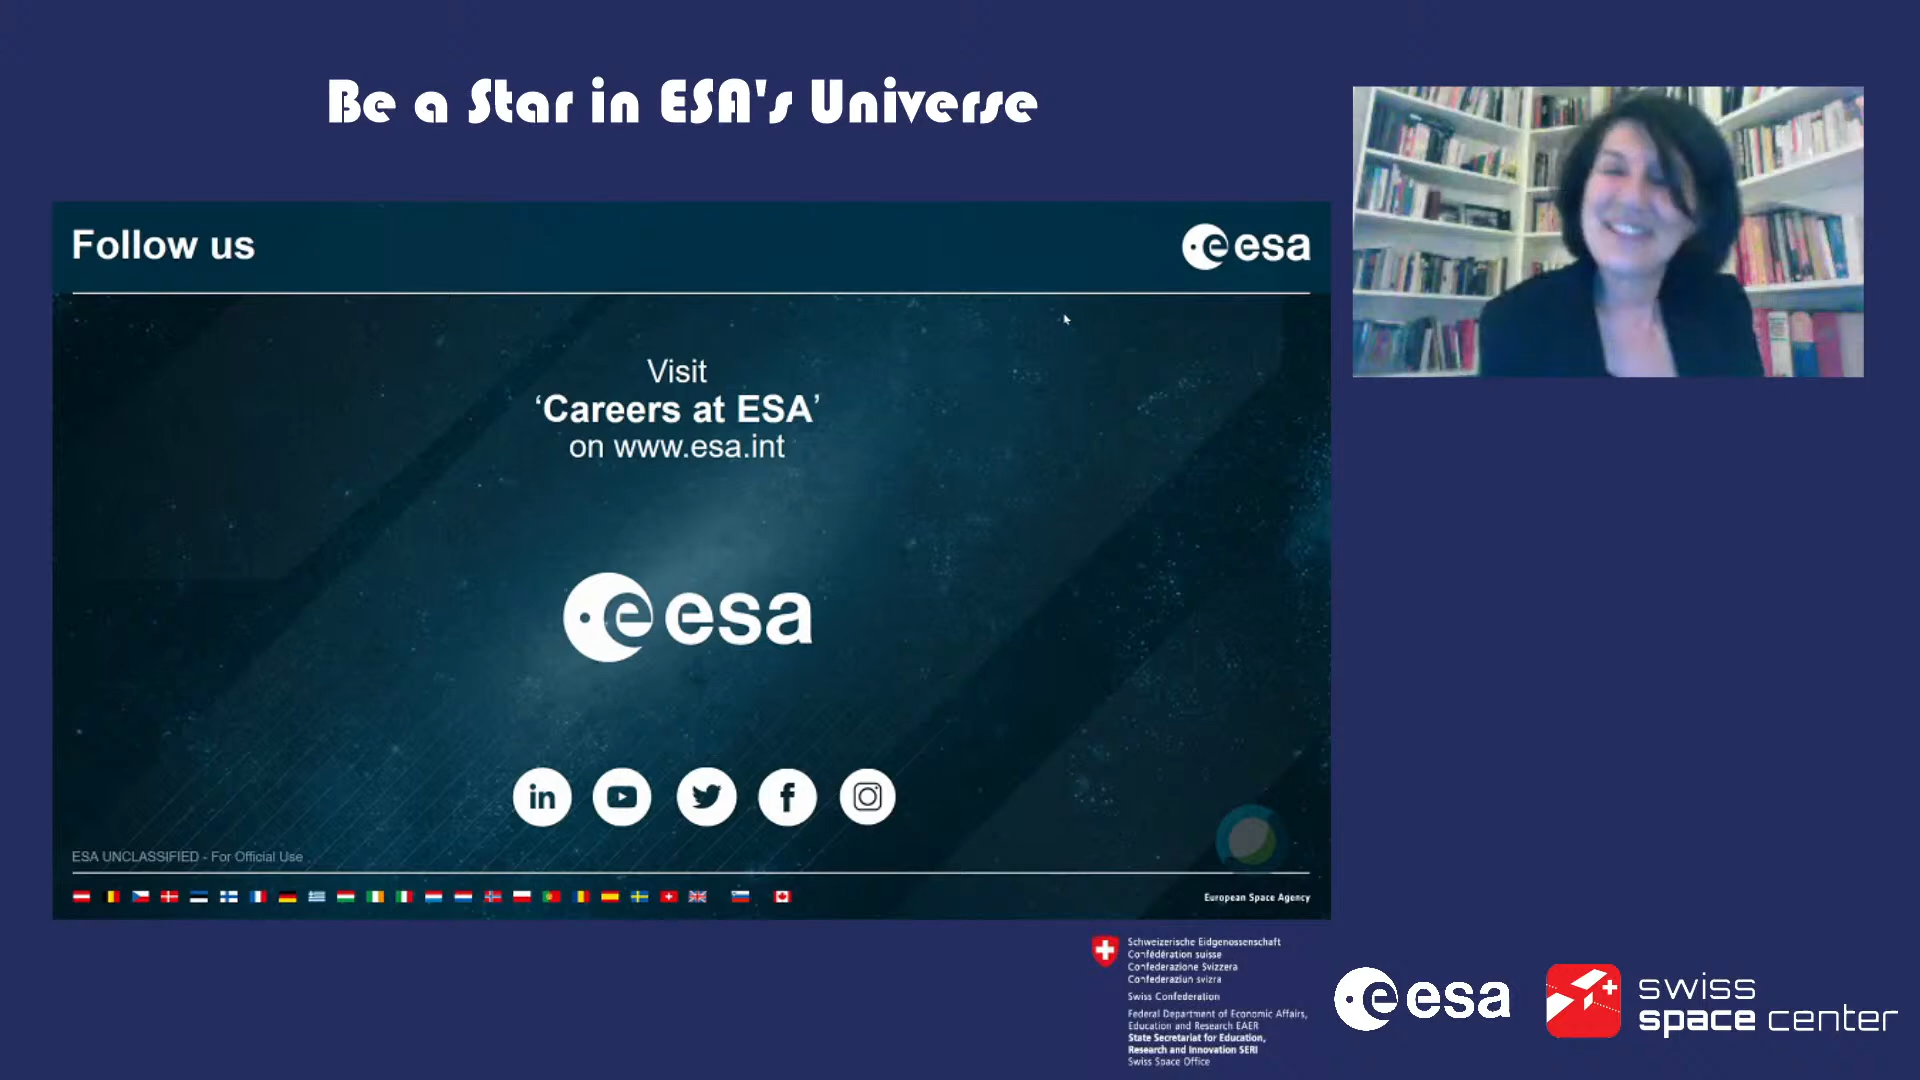 Be a Star in ESA's Universe
Follow us
esa
Visit
‘Careers at ESA’
on www.esa.int
esa
in
f
ESA UNCLASSIFIED - For Official Use
European Space Agency
Schweizerische Eidgenossenschaft
Confédération suisse
Confederazione Svizzera
Confederaziun svizra
Swiss Confederation
Federal Department of Economic Affairs,
Education and Research EAER
State Secretariat for Education,
Research and Innovation SERI
Swiss Space Office
esa
swiss
space center